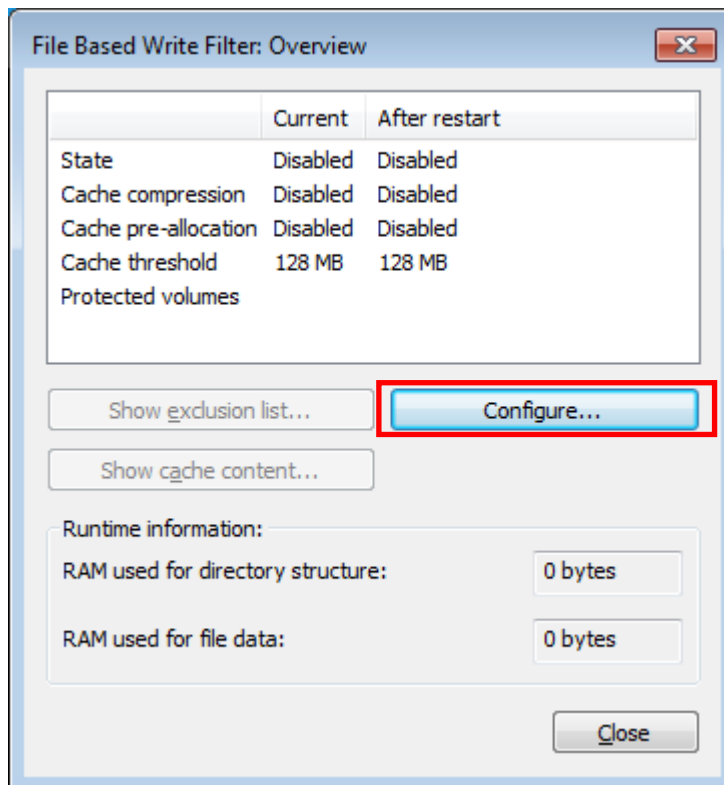 File Based Write Filter: Overview
Current After restart
State Disabled Disabled
Cache compression Disabled Disabled
Cache pre-allocation Disabled Disabled
Cache threshold 128 MB 128 MB
Protected volumes
Show exclusion list... Configure...
Show cache content...
Runtime information:
RAM used for directory structure: 0 bytes
RAM used for file data: 0 bytes
Close